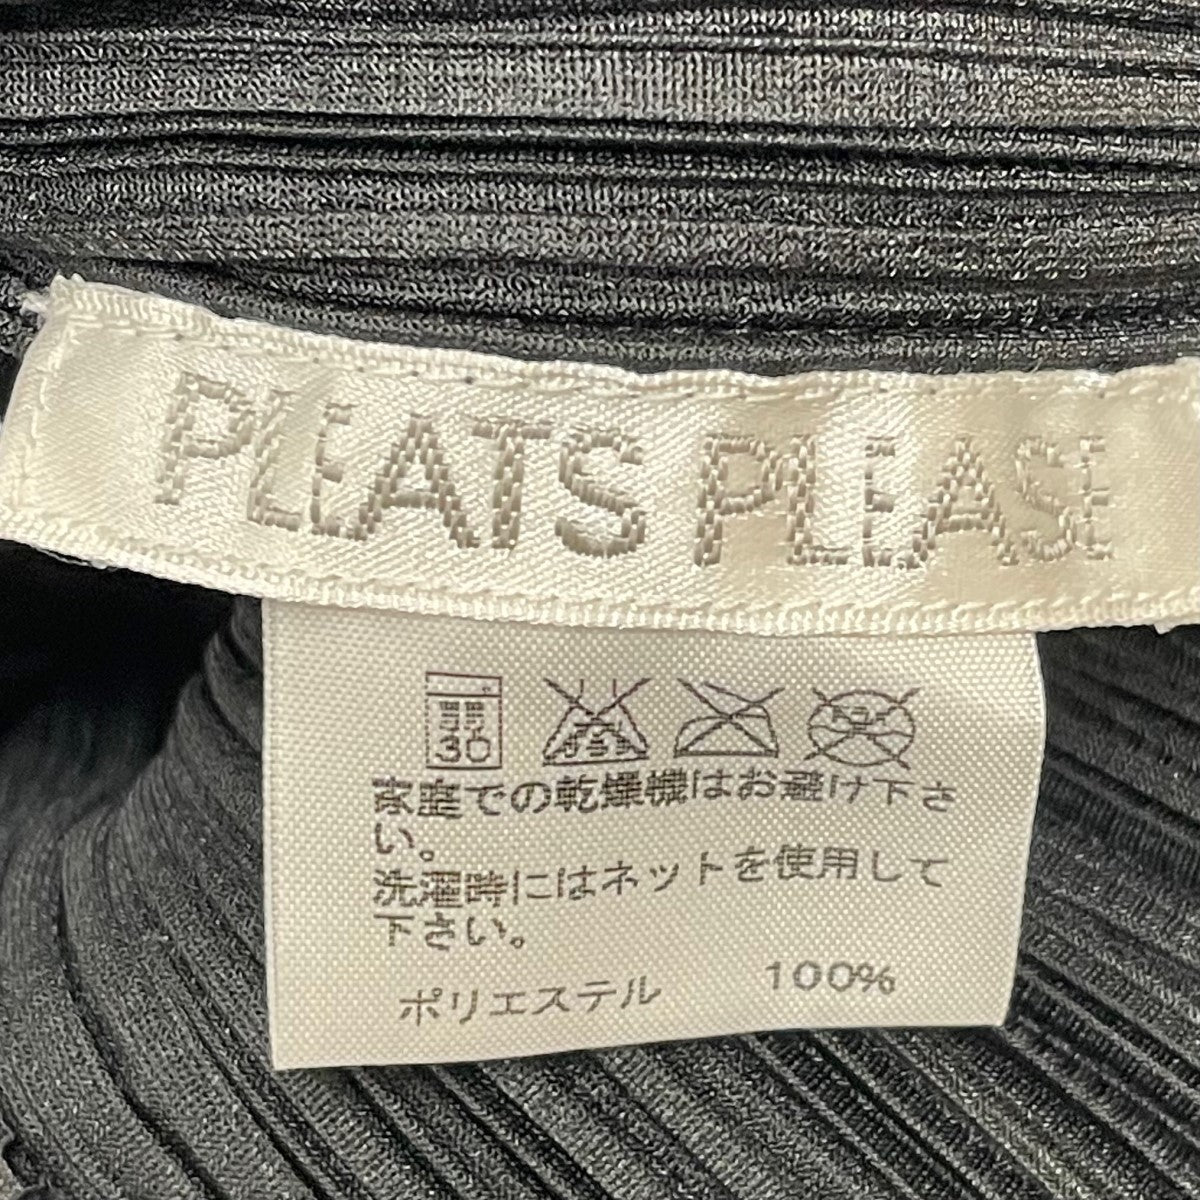 PLEATS PLEASE
30
家庭での乾燥機はお避け下さ
い。
洗濯時にはネットを使用して
下さい。
ポリエステル 100%